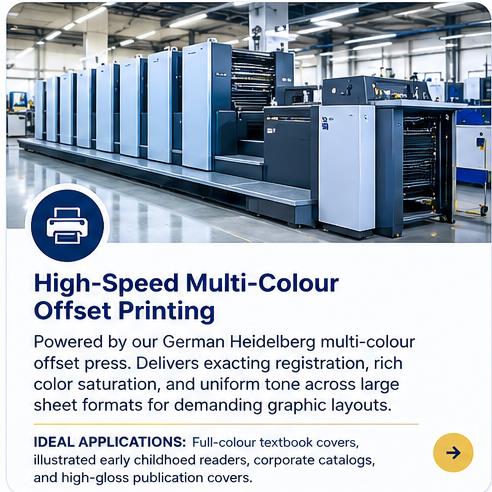 High-Speed Multi-Colour
Offset Printing
Powered by our German Heidelberg multi-colour
offset press. Delivers exacting registration, rich
color saturation, and uniform tone across large
sheet formats for demanding graphic layouts.
IDEAL APPLICATIONS: Full-colour textbook covers,
illustrated early childhoed readers, corporate catalogs,
and high-gloss publication covers.